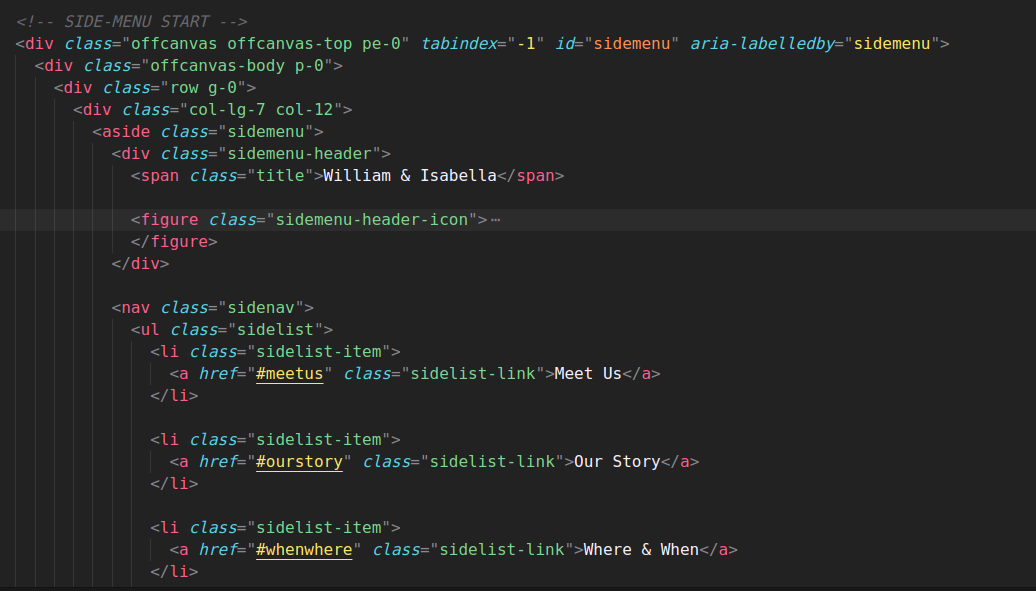 <!-- SIDE-MENU START -->
<div class="offcanvas offcanvas-top pe-0" tabindex="-1" id="sidemenu" aria-labelledby="sidemenu">
<div class="offcanvas-body p-0">
<div class="row g-0">
<div class="col-lg-7 col-12">
<aside class="sidemenu">
<div class="sidemenu-header">
<span class="title">William & Isabella</span>
<figure class="sidemenu-header-icon">⋯
</figure>
</div>
<nav class="sidenav">
<ul class="sidelist">
<li class="sidelist-item">
<a href="#meetus" class="sidelist-link">Meet Us</a>
</li>
<li class="sidelist-item">
<a href="#ourstory" class="sidelist-link">Our Story</a>
</li>
<li class="sidelist-item">
<a href="#whenwhere" class="sidelist-link">Where & When</a>
</li>